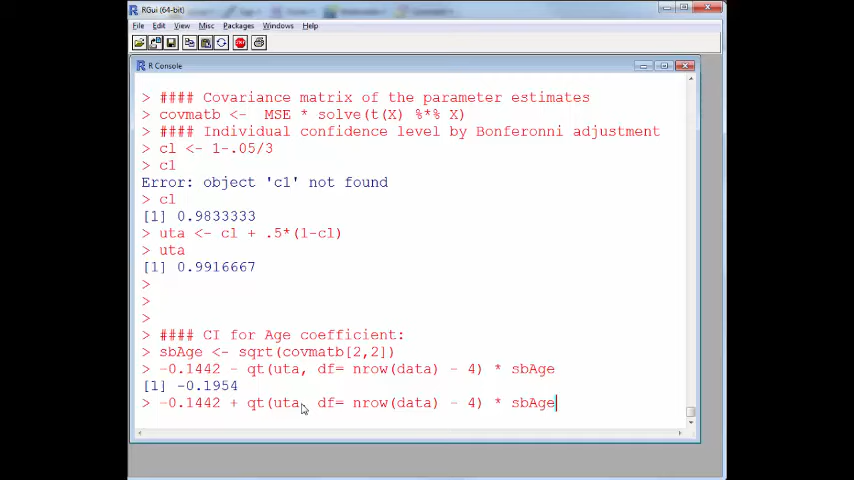 RGui (64-bit)
File Edit View Misc Packages Windows Help
STOP
R Console
> #### Covariance matrix of the parameter estimates
> covmatb <-  MSE * solve(t(X) %*% X)
> #### Individual confidence level by Bonferonni adjustment
> cl <- 1-.05/3
> c1
Error: object 'c1' not found
> cl
[1] 0.9833333
> uta <- cl + .5*(1-cl)
> uta
[1] 0.9916667
>
>
>
> #### CI for Age coefficient:
> sbAge <- sqrt(covmatb[2,2])
> -0.1442 - qt(uta, df= nrow(data) - 4) * sbAge
[1] -0.1954
> -0.1442 + qt(uta, df= nrow(data) - 4) * sbAge